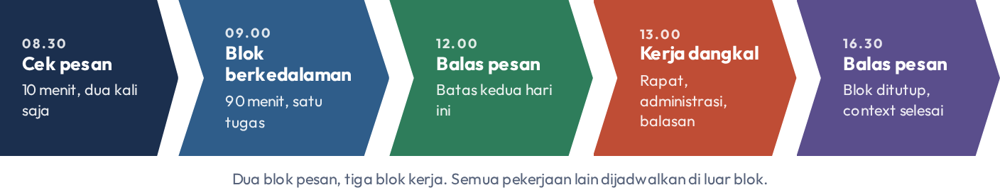 08.30
Cek pesan
10 menit, dua kali
saja
09.00
Blok
berkedalaman
90 menit, satu
tugas
12.00
Balas pesan
Batas kedua hari
ini
13.00
Kerja dangkal
Rapat,
administrasi,
balasan
16.30
Balas pesan
Blok ditutup,
context selesai
Dua blok pesan, tiga blok kerja. Semua pekerjaan lain dijadwalkan di luar blok.